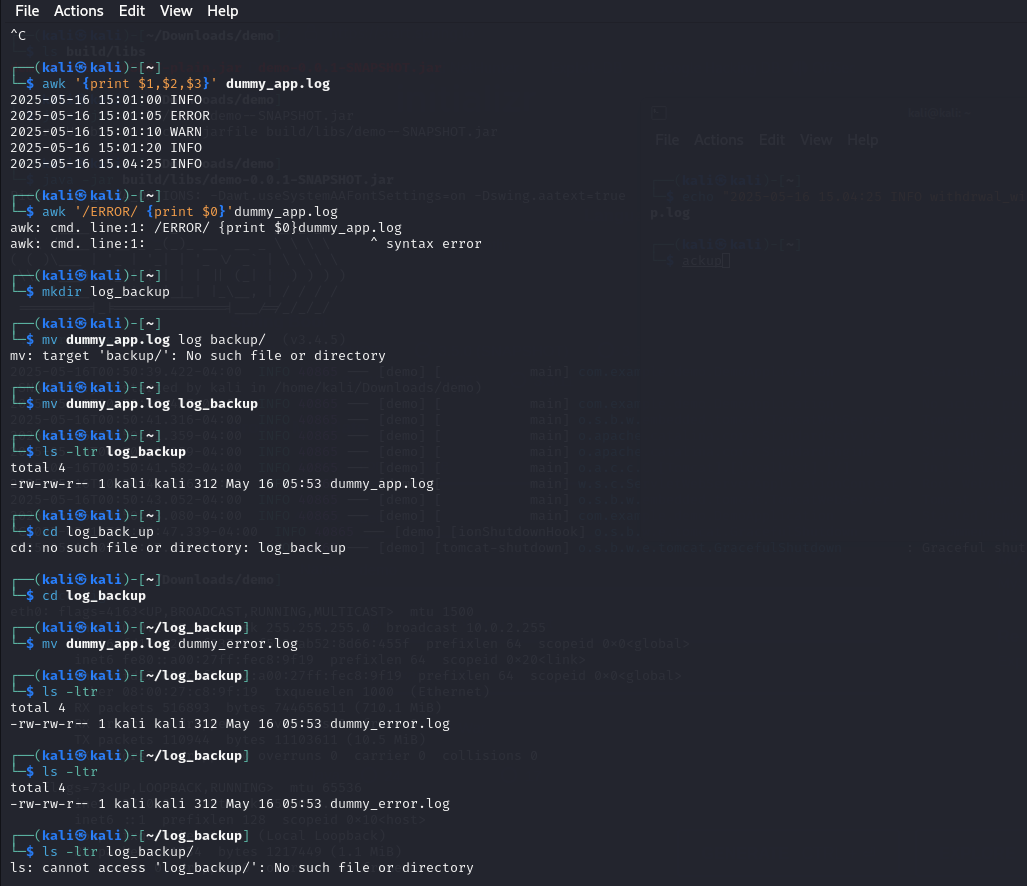 File Actions Edit View Help
^C
┌──(kali㉿kali)-[~]
└─$ awk '{print $1,$2,$3}' dummy_app.log
2025-05-16 15:01:00 INFO
2025-05-16 15:01:05 ERROR
2025-05-16 15:01:10 WARN
2025-05-16 15:01:20 INFO
2025-05-16 15.04:25 INFO
┌──(kali㉿kali)-[~]
└─$ awk '/ERROR/ {print $0}'dummy_app.log
awk: cmd. line:1: /ERROR/ {print $0}dummy_app.log
awk: cmd. line:1:                            ^ syntax error
┌──(kali㉿kali)-[~]
└─$ mkdir log_backup
┌──(kali㉿kali)-[~]
└─$ mv dummy_app.log log backup/
mv: target 'backup/': No such file or directory
┌──(kali㉿kali)-[~]
└─$ mv dummy_app.log log_backup
┌──(kali㉿kali)-[~]
└─$ ls -ltr log_backup
total 4
-rw-rw-r-- 1 kali kali 312 May 16 05:53 dummy_app.log
┌──(kali㉿kali)-[~]
└─$ cd log_back_up
cd: no such file or directory: log_back_up
┌──(kali㉿kali)-[~]
└─$ cd log_backup
┌──(kali㉿kali)-[~/log_backup]
└─$ mv dummy_app.log dummy_error.log
┌──(kali㉿kali)-[~/log_backup]
└─$ ls -ltr
total 4
-rw-rw-r-- 1 kali kali 312 May 16 05:53 dummy_error.log
┌──(kali㉿kali)-[~/log_backup]
└─$ ls -ltr
total 4
-rw-rw-r-- 1 kali kali 312 May 16 05:53 dummy_error.log
┌──(kali㉿kali)-[~/log_backup]
└─$ ls -ltr log_backup/
ls: cannot access 'log_backup/': No such file or directory